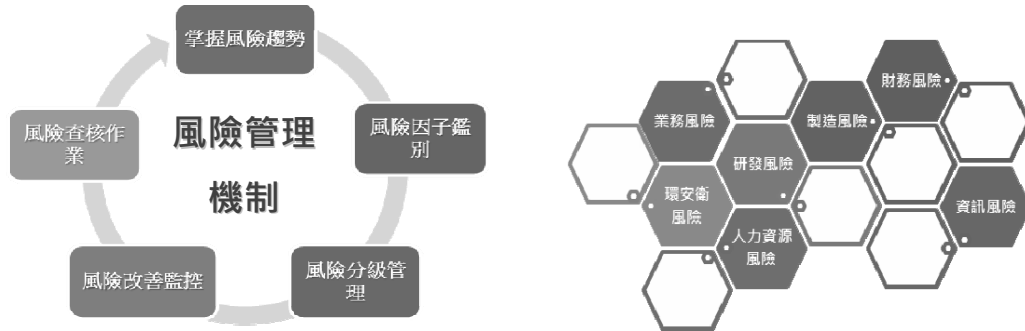 掌握風險趨勢
風險因子鑑
別
風險分級管
理
風險改善監控
風險查核作
業
風險管理
機制
財務風險
業務風險
製造風險
研發風險
環安衛
風險
資訊風險
人力資源
風險